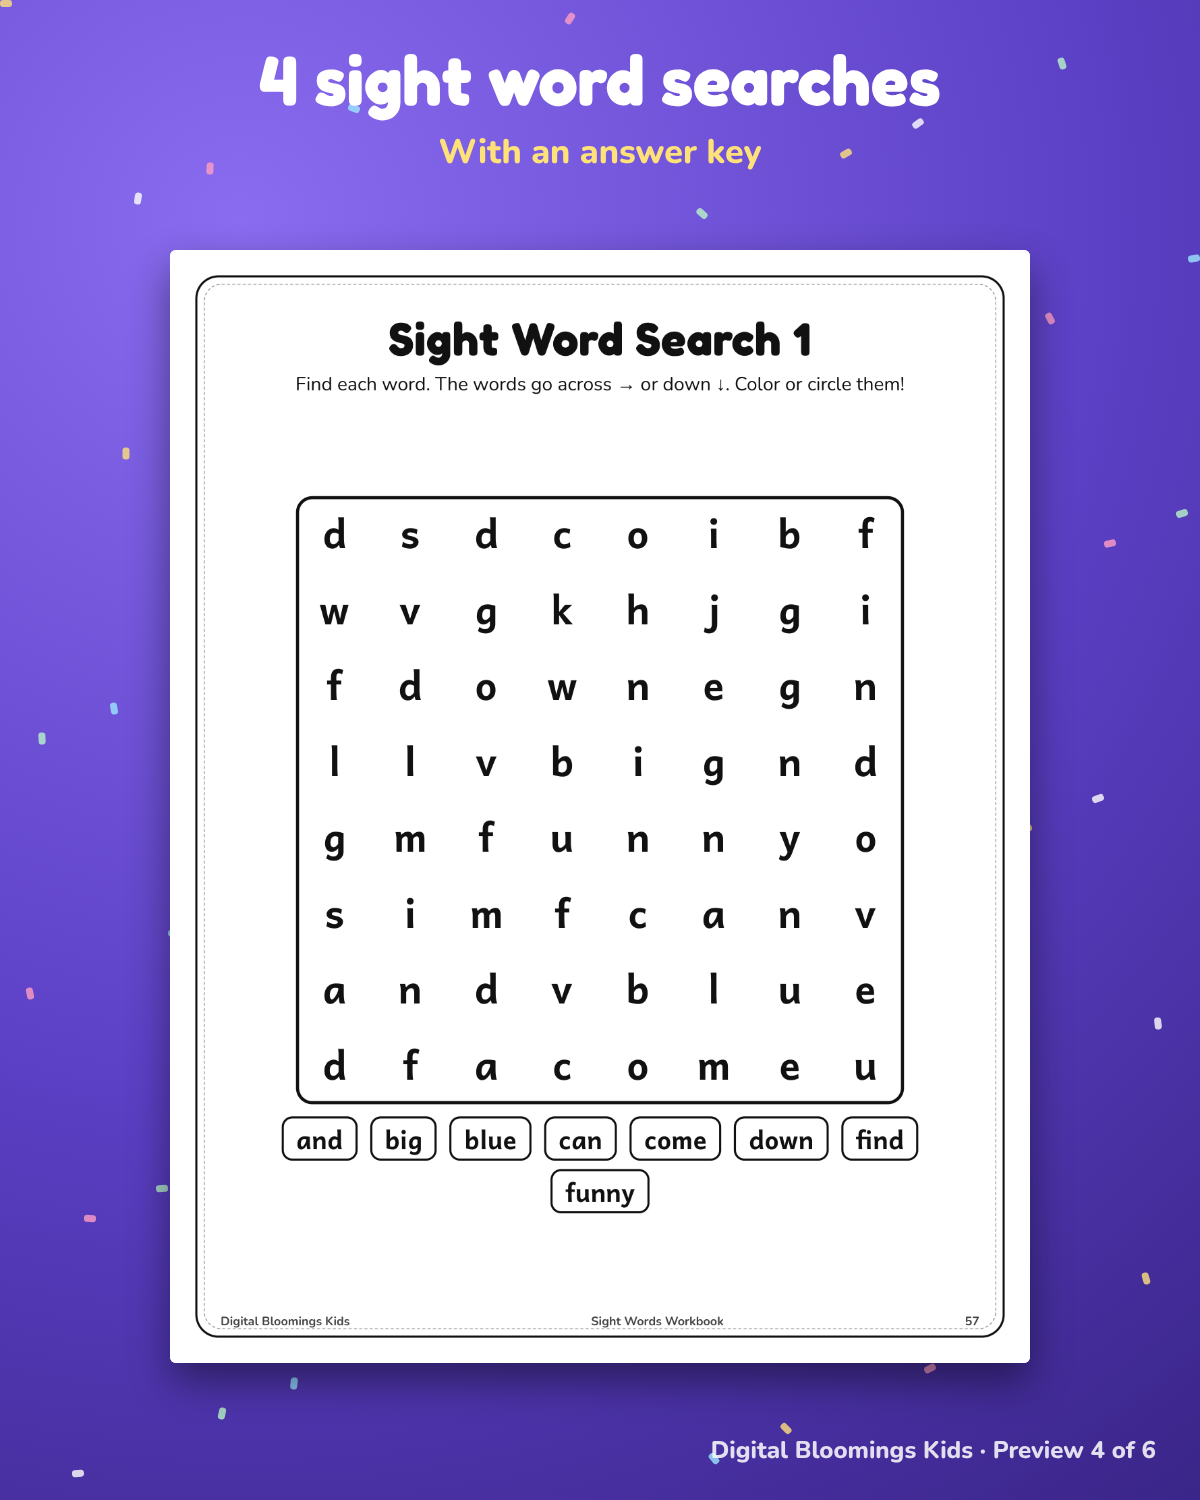 4 sight word searches
With an answer key
Sight Word Search 1
Find each word. The words go across → or down ↓. Color or circle them!
d s d c o i b f
w v g k h j g i
f d o w n e g n
l l v b i g n d
g m f u n n y o
s i m f c a n v
a n d v b l u e
d f a c o m e u
and big blue can come down find
funny
Digital Bloomings Kids Sight Words Workbook 57
Digital Bloomings Kids · Preview 4 of 6